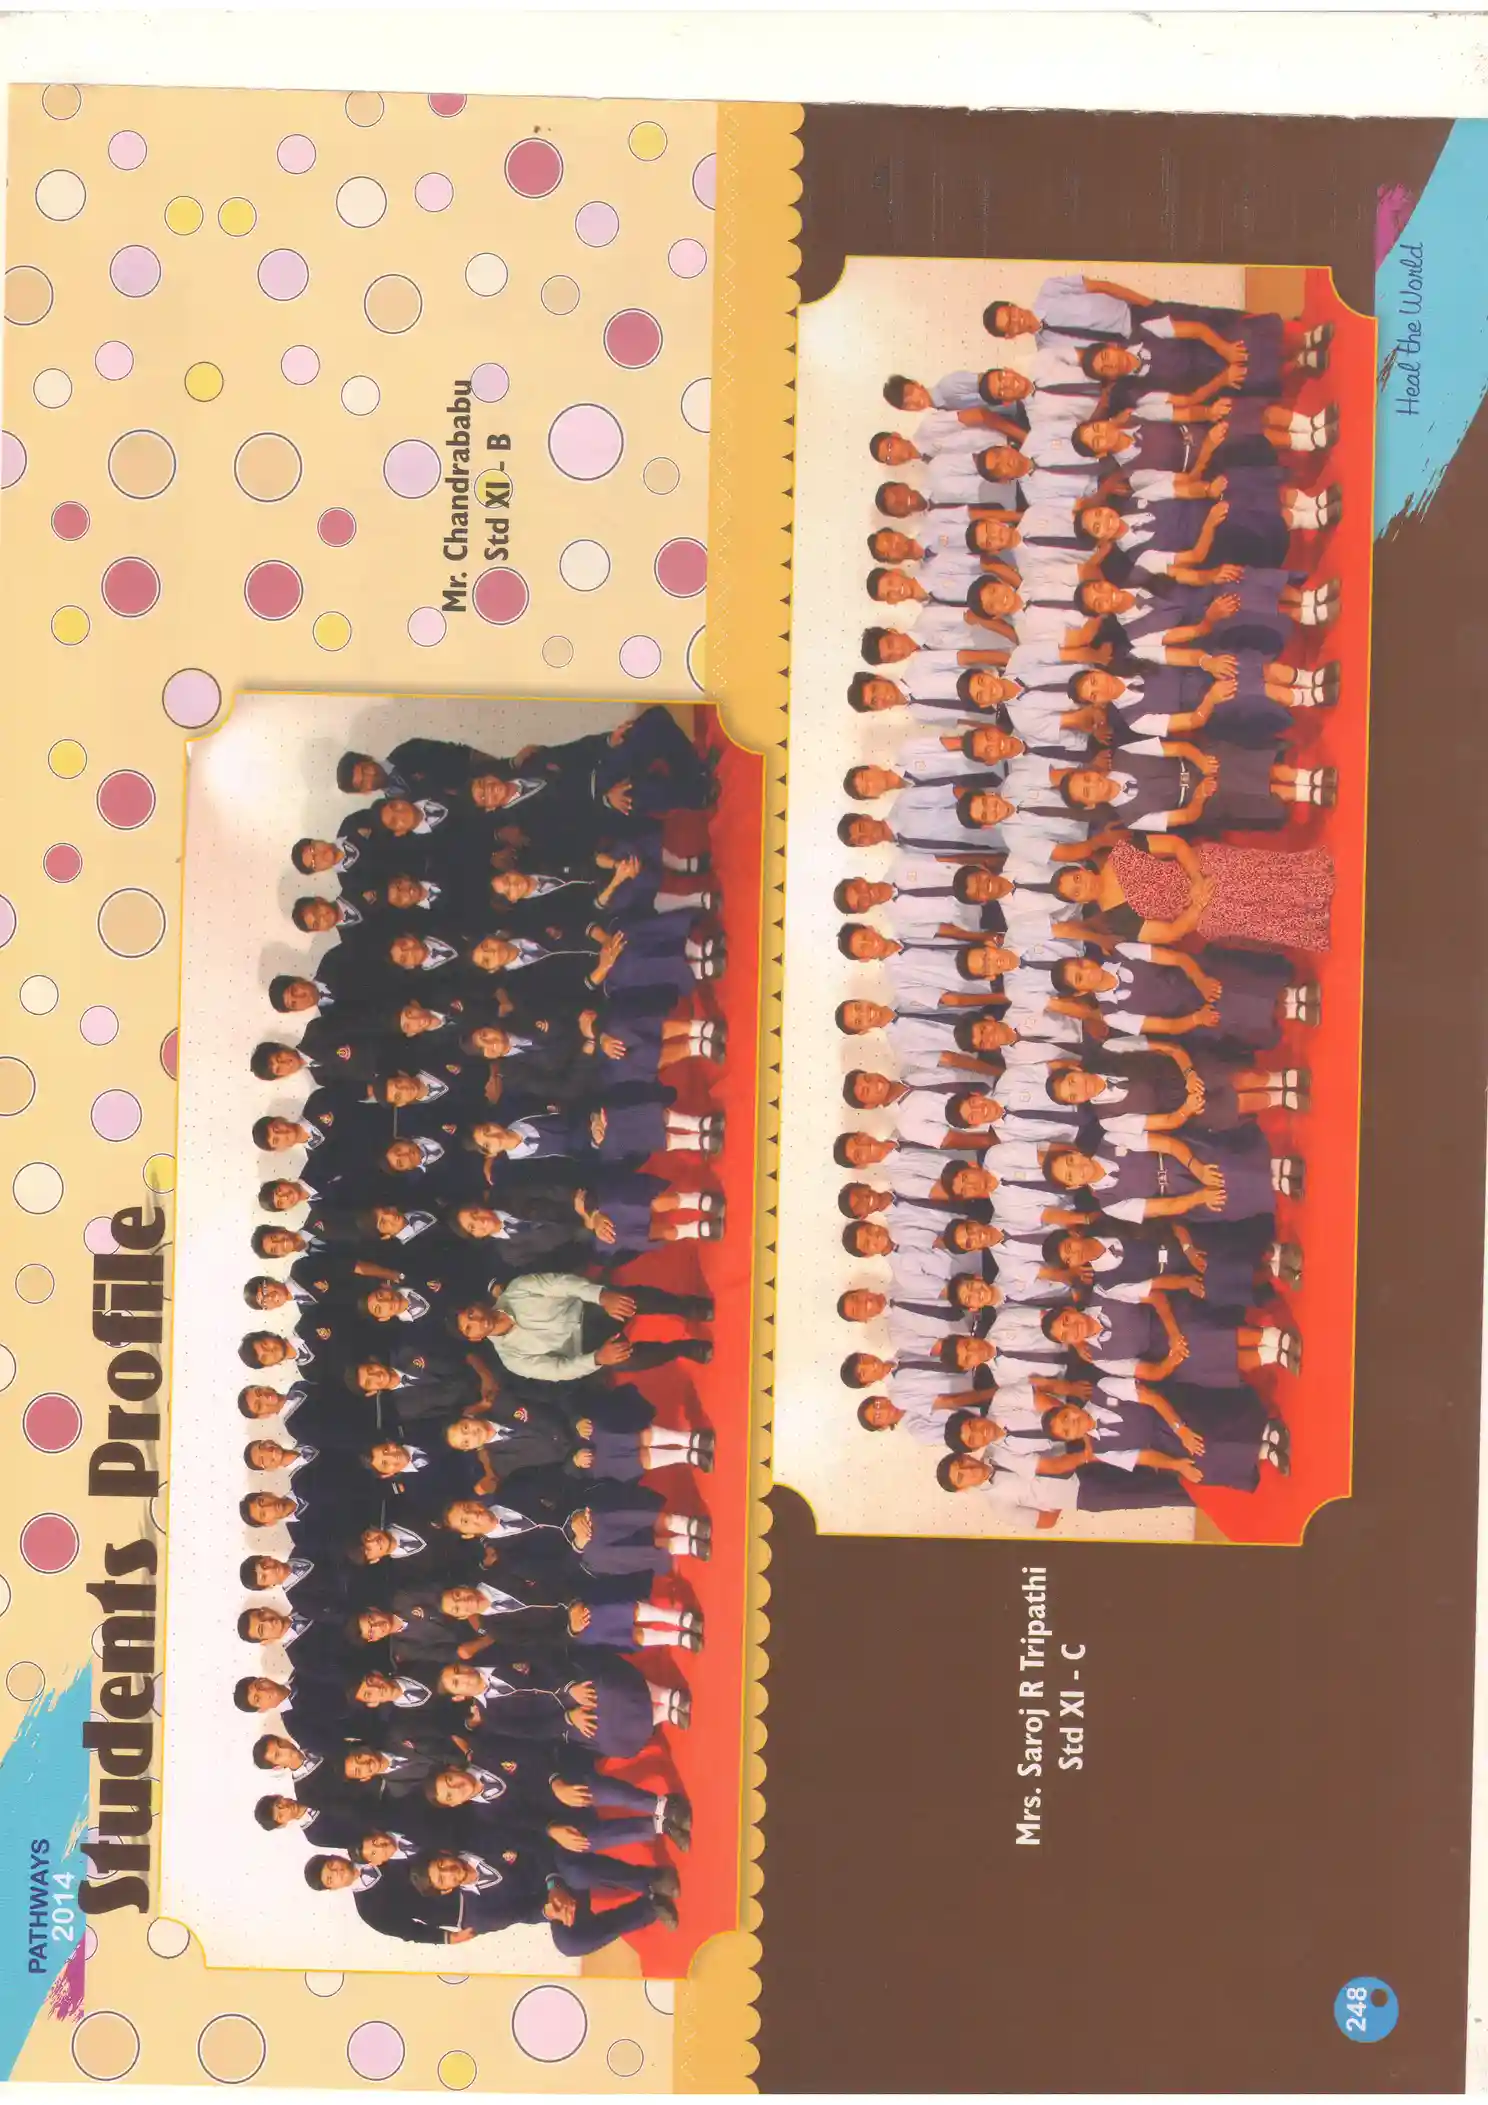 PATHWAYS
2014
Students Profile
Mr. Chandrababu
Std XI - B
Mrs. Saroj R Tripathi
Std XI - C
248
Heal the World